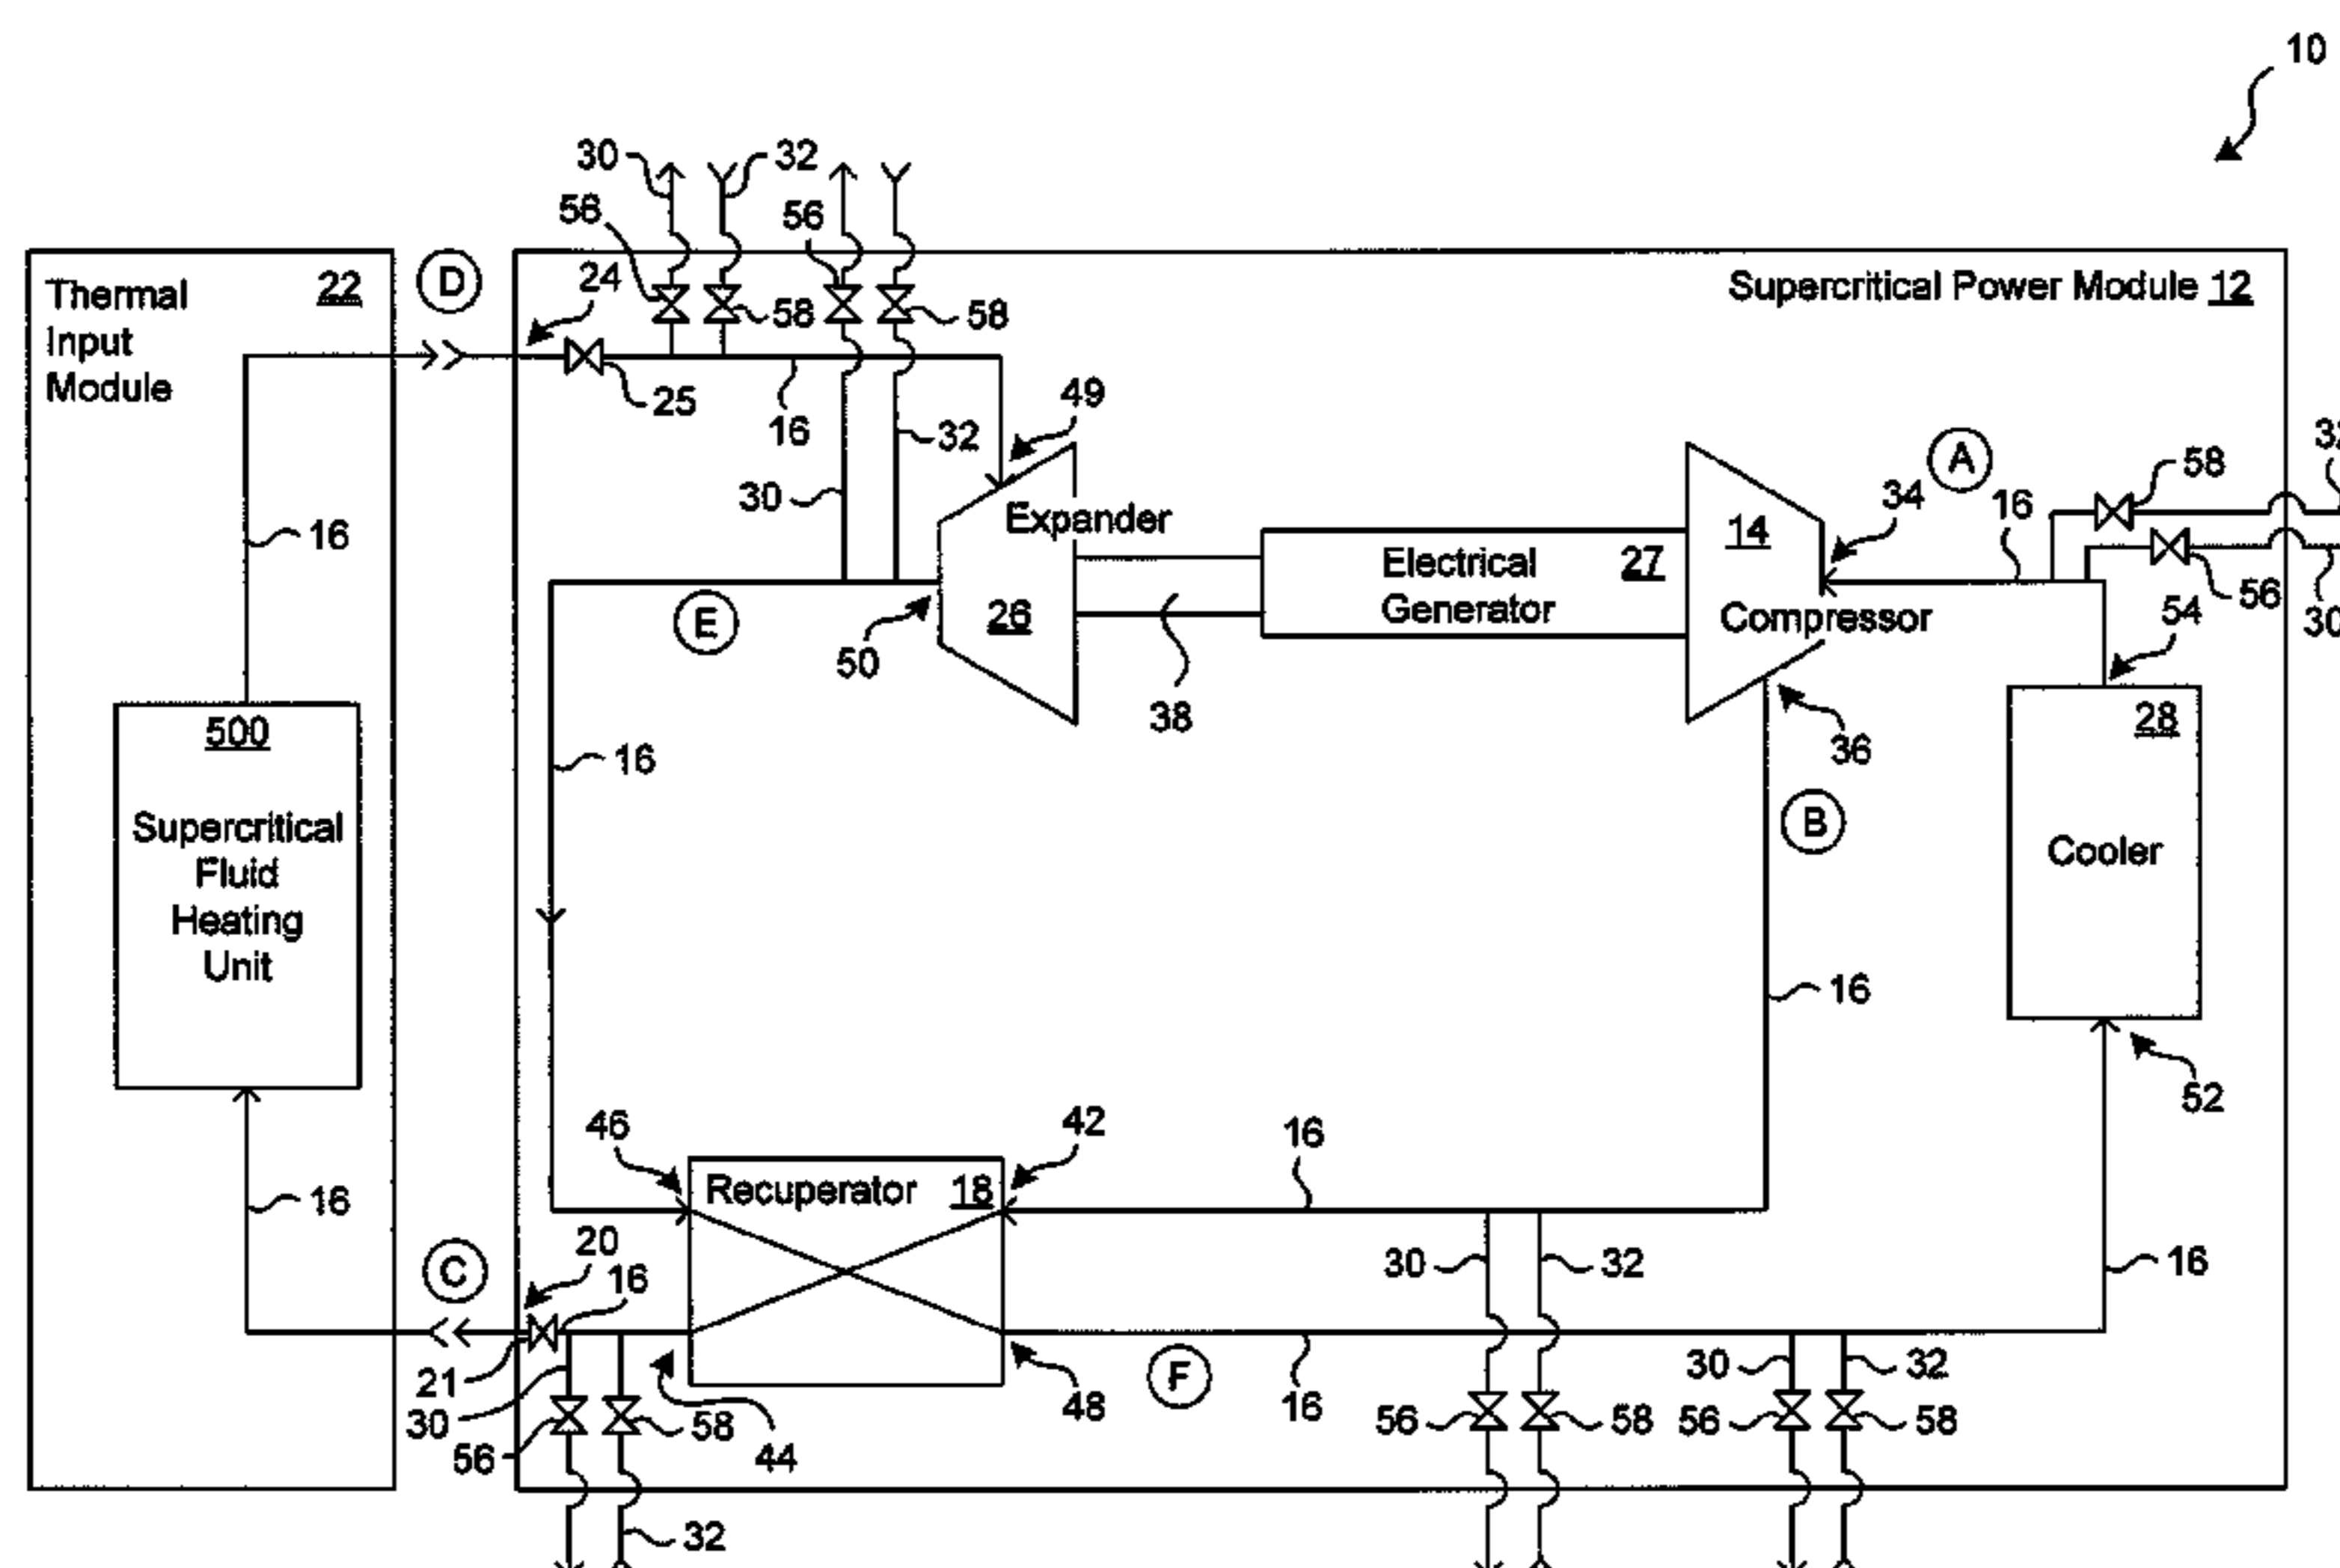 10
30
32
58
56
24
58
58
Supercritical Power Module 12
Thermal
Input
Module
22
D
25
16
32
49
30
Expander
26
50
E
38
Electrical
Generator
27
14
Compressor
34
A
16
58
56
30
54
36
B
28
Cooler
52
16
16
500
Supercritical
Fluid
Heating
Unit
16
16
46
Recuperator 18
42
16
30
32
16
C
20
16
21
30
56
58
44
48
F
16
56
58
30
32
56
58
32